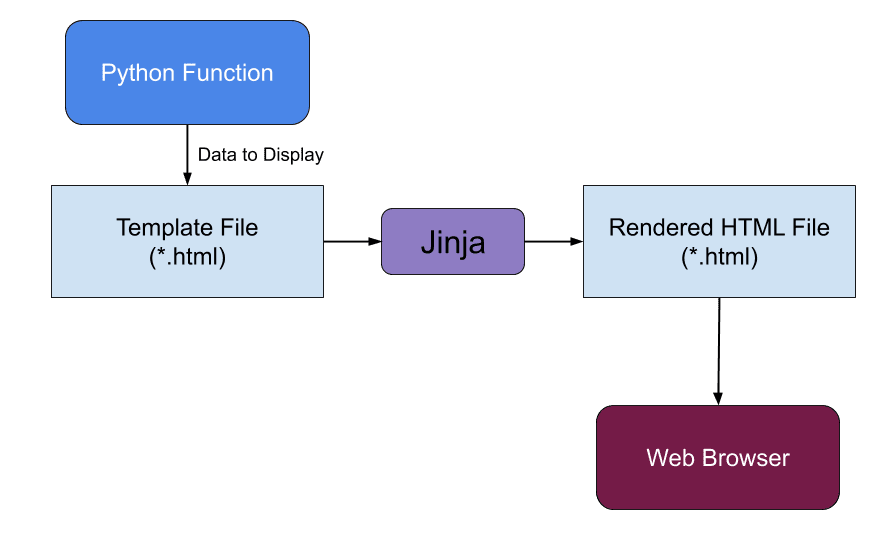 Python Function
Data to Display
Template File
(*.html)
Jinja
Rendered HTML File
(*.html)
Web Browser